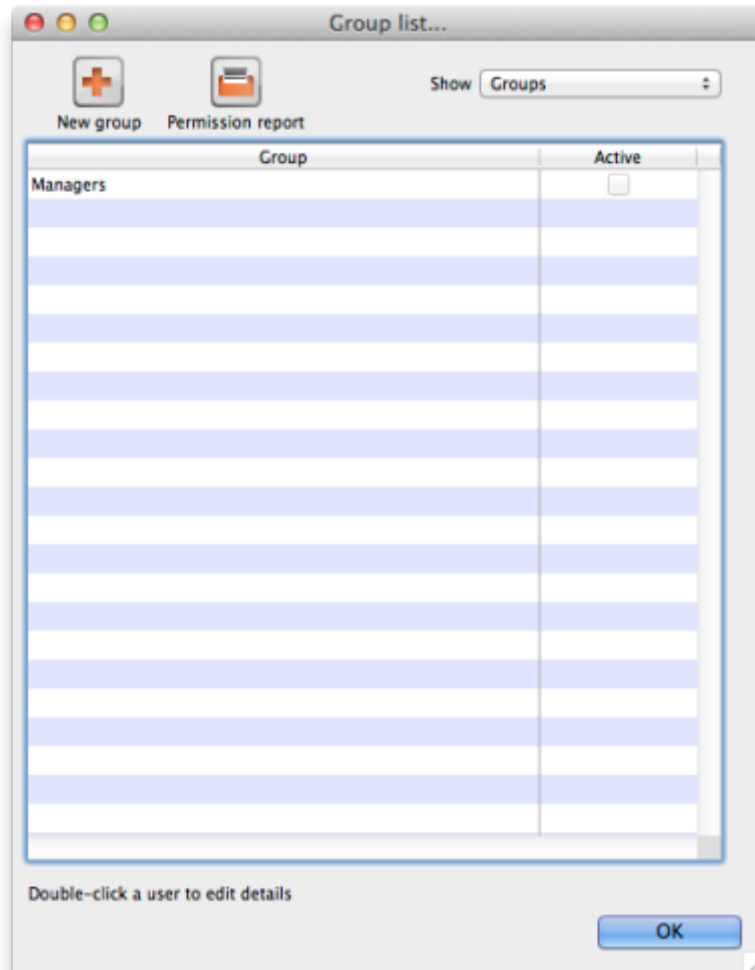 Group list...
Show Groups
New group Permission report
Group Active
Managers
Double-click a user to edit details
OK